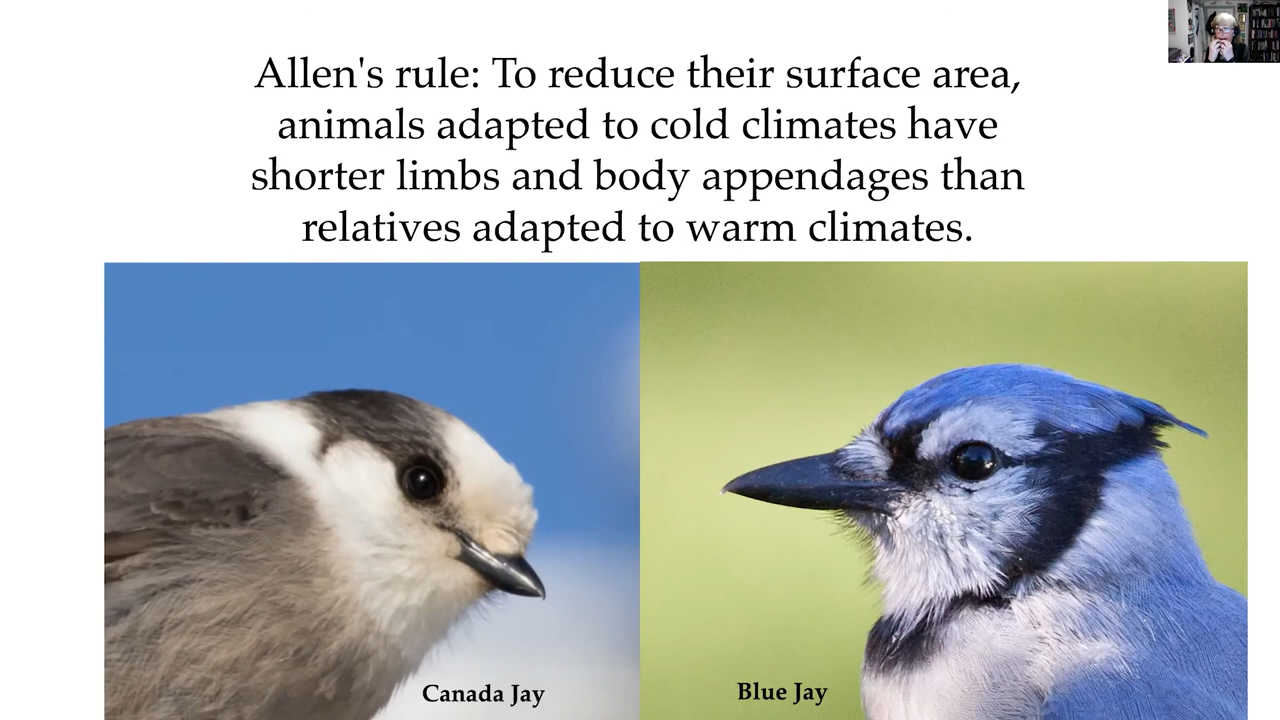 Allen's rule: To reduce their surface area,
animals adapted to cold climates have
shorter limbs and body appendages than
relatives adapted to warm climates.
Canada Jay
Blue Jay